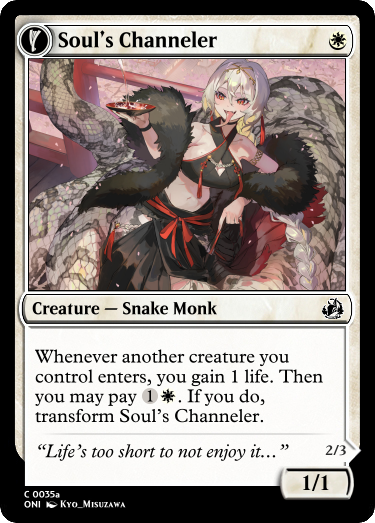 Soul's Channeler
Creature — Snake Monk
Whenever another creature you
control enters, you gain 1 life. Then
you may pay 1. If you do,
transform Soul's Channeler.
“Life's too short to not enjoy it…”
2/3
1/1
C 0035a
ONI Kyo_Misuzawa